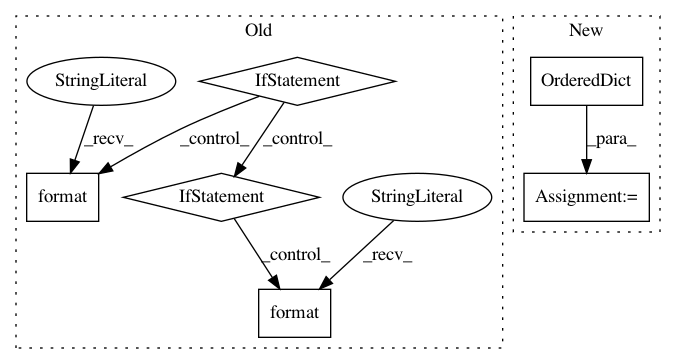 Old
New
StringLiteral
IfStatement
OrderedDict
_recv_
_control_
_control_
_para_
format
IfStatement
StringLiteral
Assignment:=
_control_
_recv_
format